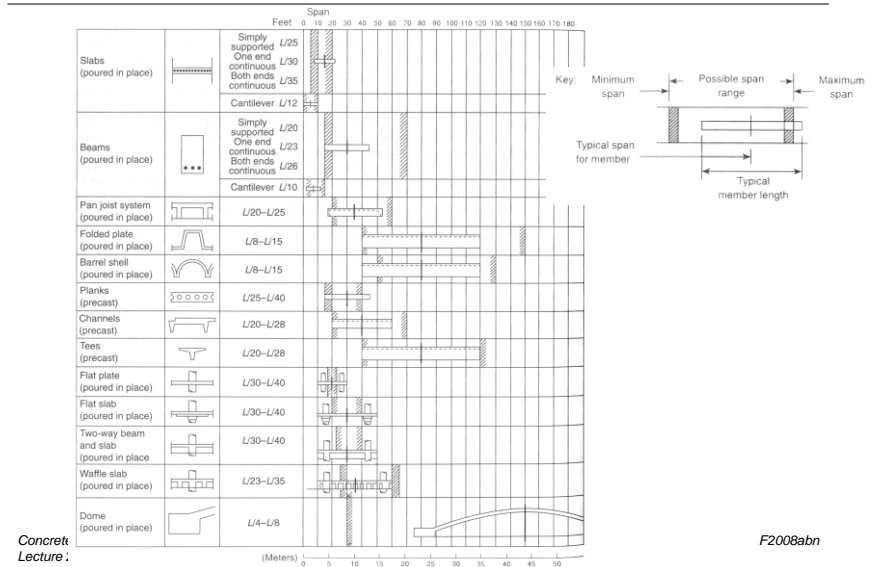 Span
Feet 0 10 20 30 40 50 60 70 80 90 100 110 120 130 140 150 160 170 180
Slabs
(poured in place)
Simply
supported L/25
One end
continuous L/30
Both ends
continuous L/35
Cantilever L/12
Beams
(poured in place)
Simply
supported L/20
One end
continuous L/23
Both ends
continuous L/26
Cantilever L/10
Pan joist system
(poured in place)
L/20–L/25
Folded plate
(poured in place)
L/8–L/15
Barrel shell
(poured in place)
L/8–L/15
Planks
(precast)
L/25–L/40
Channels
(precast)
L/20–L/28
Tees
(precast)
L/20–L/28
Flat plate
(poured in place)
L/30–L/40
Flat slab
(poured in place)
L/30–L/40
Two-way beam
and slab
(poured in place
L/30–L/40
Waffle slab
(poured in place)
L/23–L/35
Dome
(poured in place)
L/4–L/8
(Meters) 0 5 10 15 20 25 30 35 40 45 50
Key: Minimum
span
Possible span
range
Maximum
span
Typical span
for member
Typical
member length
Concrete
Lecture 2
F2008abn